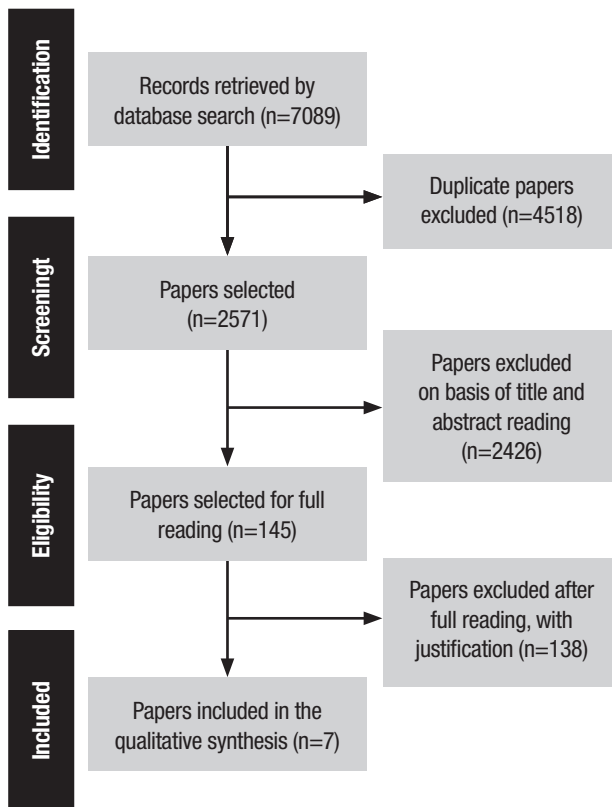 Identification
Records retrieved by
database search (n=7089)
Duplicate papers
excluded (n=4518)
Screeningt
Papers selected
(n=2571)
Papers excluded
on basis of title and
abstract reading
(n=2426)
Eligibility
Papers selected for full
reading (n=145)
Papers excluded after
full reading, with
justification (n=138)
Included
Papers included in the
qualitative synthesis (n=7)